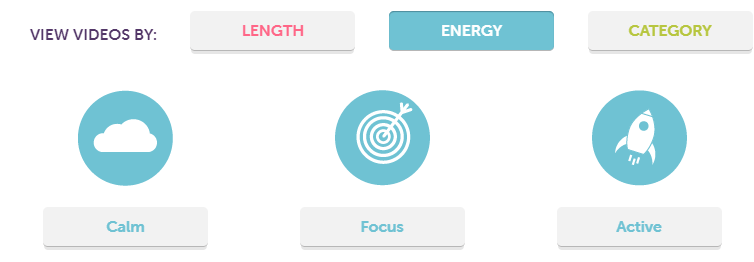 VIEW VIDEOS BY: LENGTH ENERGY CATEGORY
Calm Focus Active